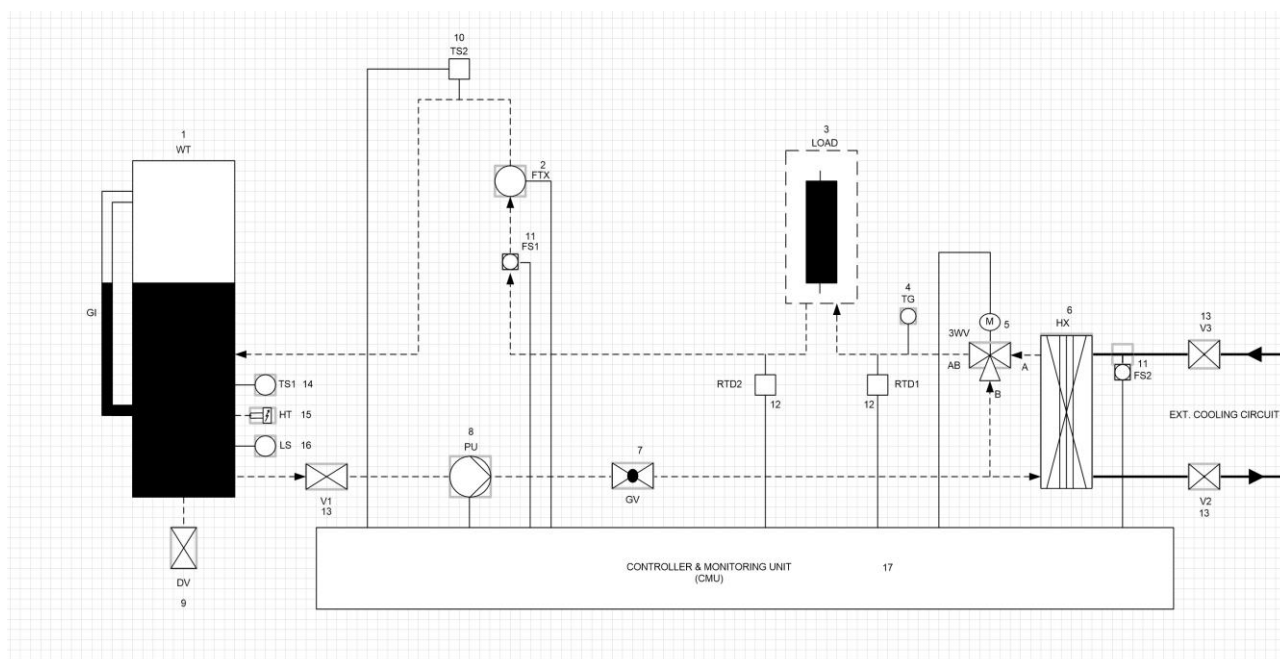 10
TS2
1
WT
3
LOAD
2
FTX
11
FS1
4
TG
M
5
3WV
6
HX
13
V3
GI
AB
A
B
11
FS2
TS1 14
RTD2
12
RTD1
12
HT 15
EXT. COOLING CIRCUIT
LS 16
8
PU
7
GV
V1
13
V2
13
CONTROLLER & MONITORING UNIT
(CMU)
17
DV
9